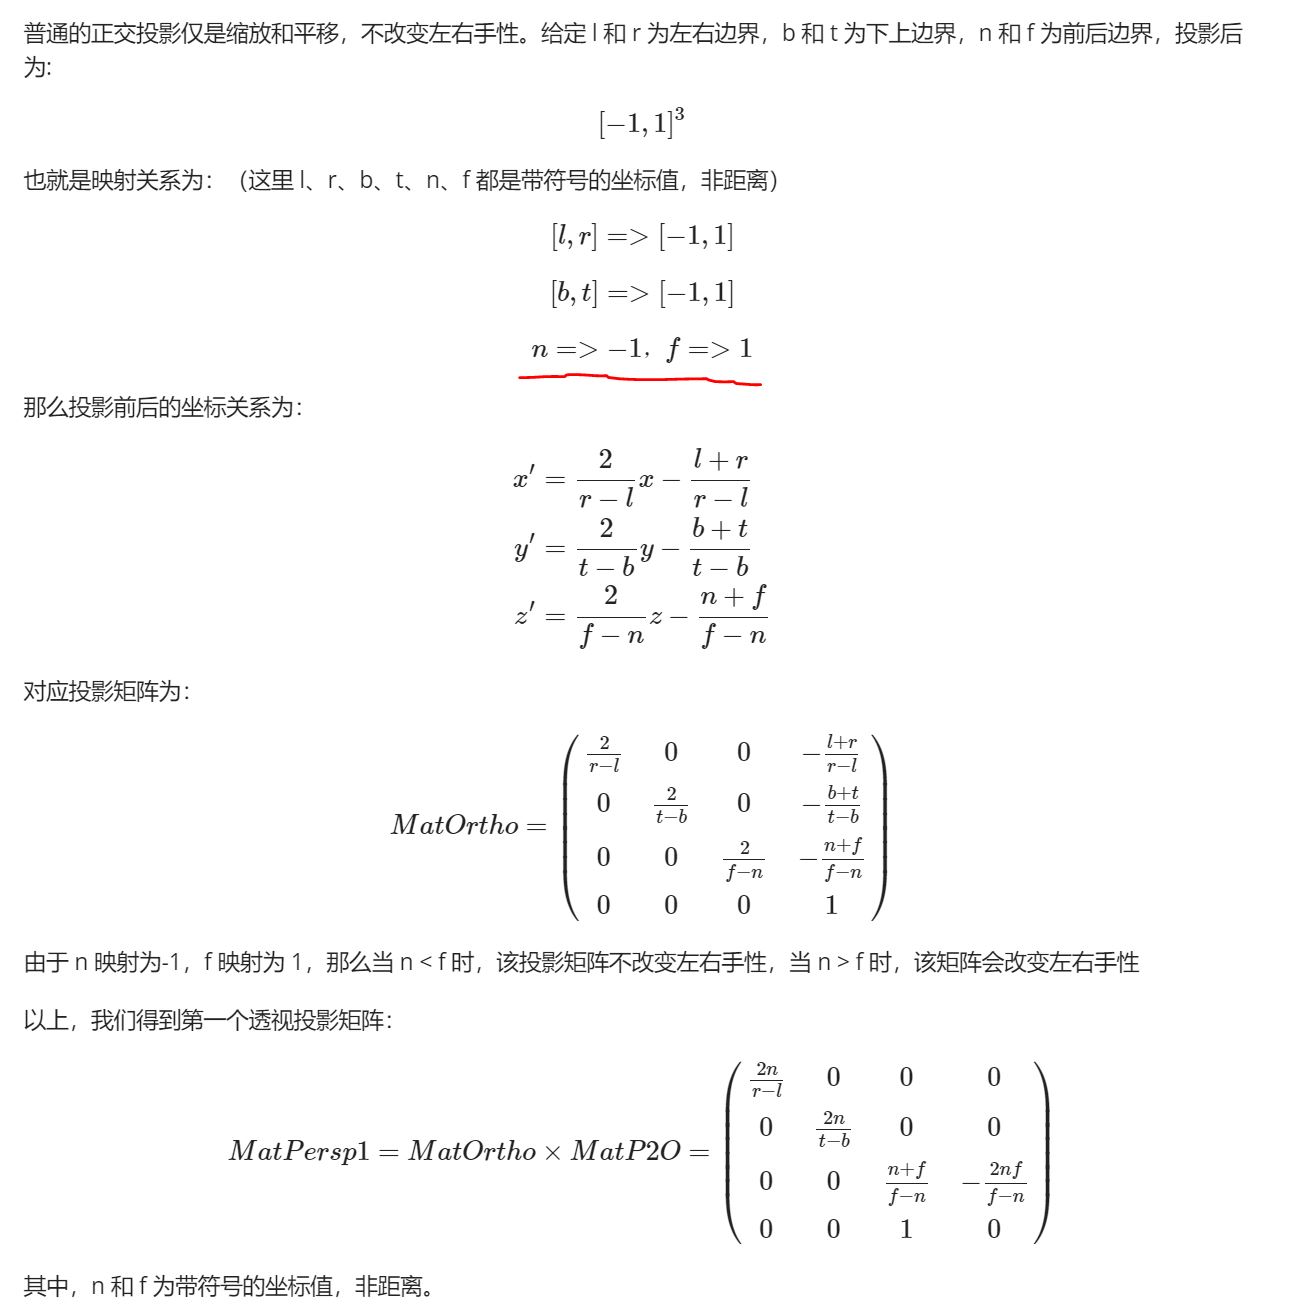 普通的正交投影仅是缩放和平移，不改变左右手性。给定 l 和 r 为左右边界，b 和 t 为下上边界，n 和 f 为前后边界，投影后
为:
[−1, 1]³
也就是映射关系为：（这里 l、r、b、t、n、f 都是带符号的坐标值，非距离）
[l, r] => [−1, 1]
[b, t] => [−1, 1]
n => −1，f => 1
那么投影前后的坐标关系为：
x′ = \frac{2}{r − l}x − \frac{l + r}{r − l}
y′ = \frac{2}{t − b}y − \frac{b + t}{t − b}
z′ = \frac{2}{f − n}z − \frac{n + f}{f − n}
对应投影矩阵为：
MatOrtho = \begin{pmatrix} \frac{2}{r−l} & 0 & 0 & −\frac{l+r}{r−l} \\ 0 & \frac{2}{t−b} & 0 & −\frac{b+t}{t−b} \\ 0 & 0 & \frac{2}{f−n} & −\frac{n+f}{f−n} \\ 0 & 0 & 0 & 1 \end{pmatrix}
由于 n 映射为-1，f 映射为 1，那么当 n < f 时，该投影矩阵不改变左右手性，当 n > f 时，该矩阵会改变左右手性
以上，我们得到第一个透视投影矩阵：
MatPersp1 = MatOrtho × MatP2O = \begin{pmatrix} \frac{2n}{r−l} & 0 & 0 & 0 \\ 0 & \frac{2n}{t−b} & 0 & 0 \\ 0 & 0 & \frac{n+f}{f−n} & −\frac{2nf}{f−n} \\ 0 & 0 & 1 & 0 \end{pmatrix}
其中，n 和 f 为带符号的坐标值，非距离。